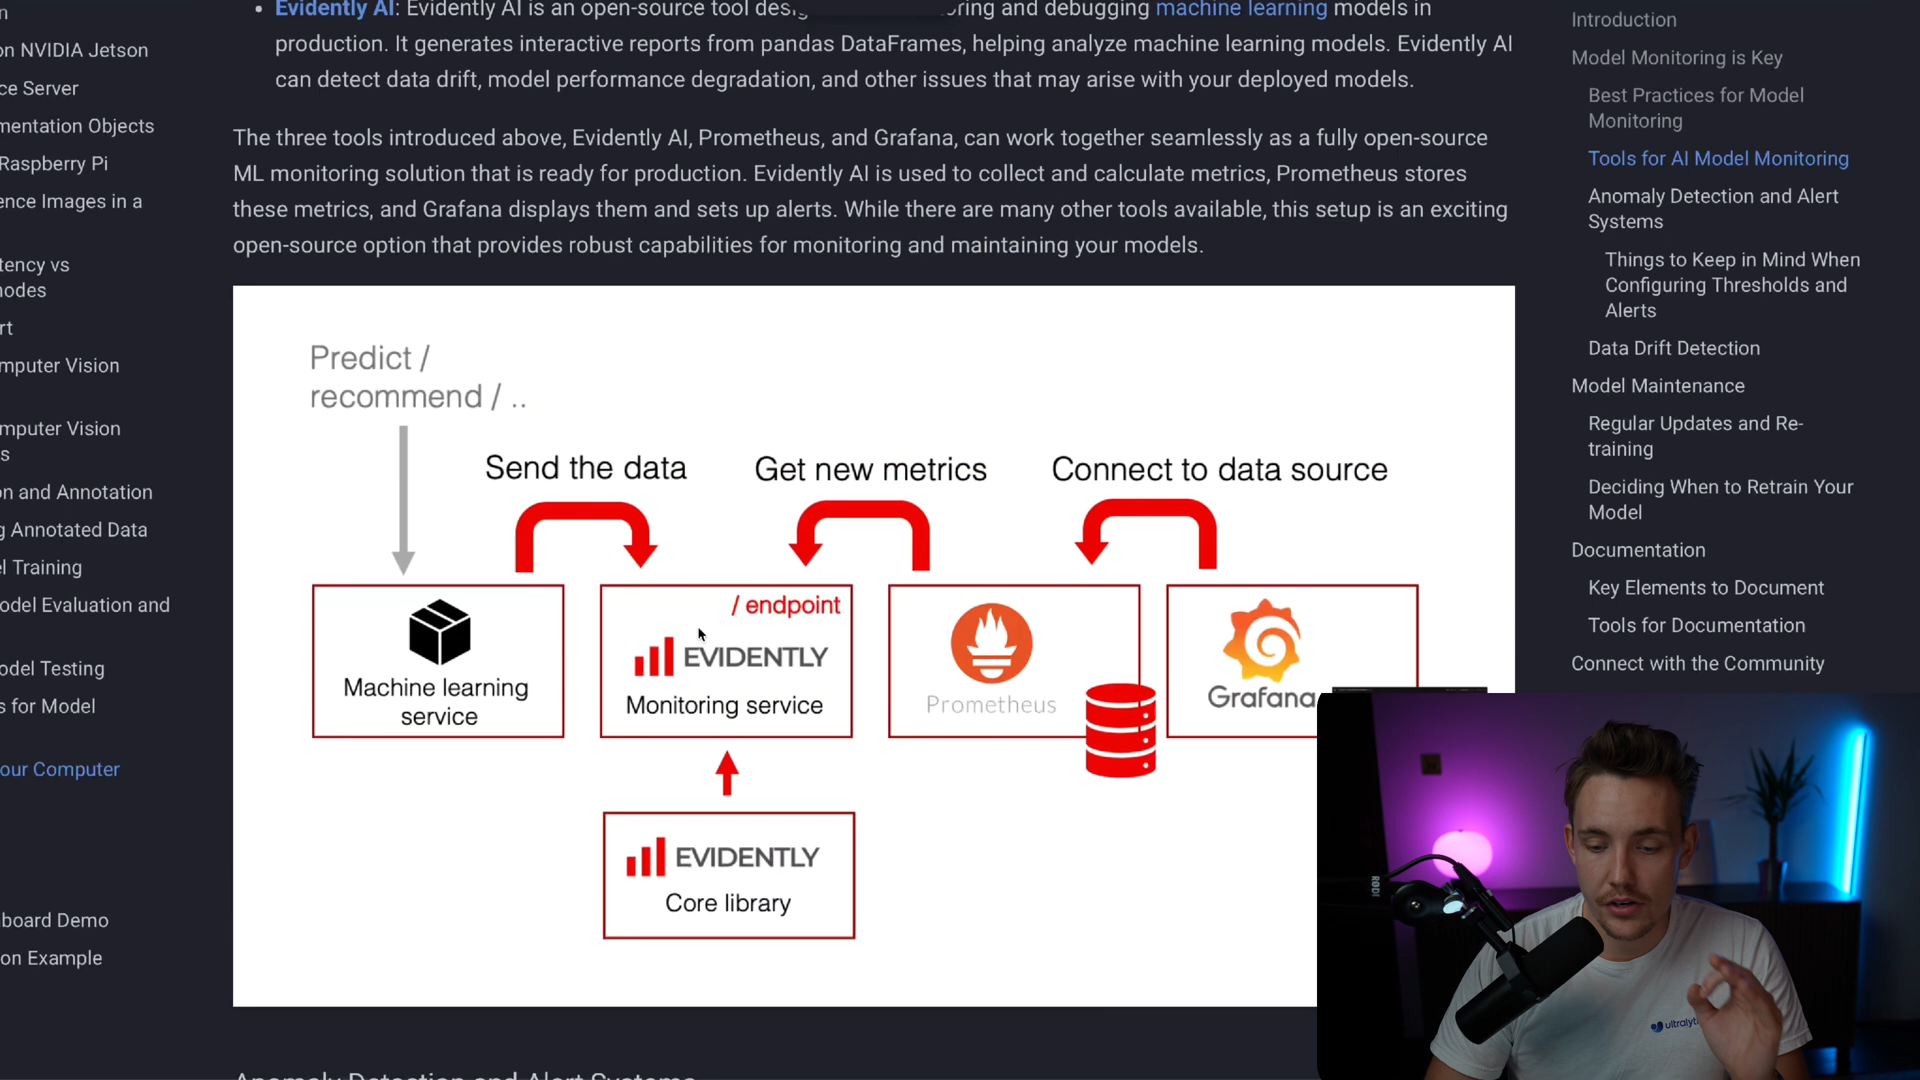 on NVIDIA Jetson
ce Server
mentation Objects
Raspberry Pi
ence Images in a
tency vs
nodes
rt
mputer Vision
mputer Vision
s
on and Annotation
g Annotated Data
el Training
odel Evaluation and
odel Testing
s for Model
our Computer
board Demo
on Example
Evidently AI: Evidently AI is an open-source tool ring and debugging machine learning models in
production. It generates interactive reports from pandas DataFrames, helping analyze machine learning models. Evidently AI
can detect data drift, model performance degradation, and other issues that may arise with your deployed models.
The three tools introduced above, Evidently AI, Prometheus, and Grafana, can work together seamlessly as a fully open-source
ML monitoring solution that is ready for production. Evidently AI is used to collect and calculate metrics, Prometheus stores
these metrics, and Grafana displays them and sets up alerts. While there are many other tools available, this setup is an exciting
open-source option that provides robust capabilities for monitoring and maintaining your models.
Predict /
recommend / ..
Send the data
Get new metrics
Connect to data source
Machine learning
service
/ endpoint
EVIDENTLY
Monitoring service
Prometheus
Grafana
EVIDENTLY
Core library
Anomaly Detection and Alert Systems
Introduction
Model Monitoring is Key
Best Practices for Model
Monitoring
Tools for AI Model Monitoring
Anomaly Detection and Alert
Systems
Things to Keep in Mind When
Configuring Thresholds and
Alerts
Data Drift Detection
Model Maintenance
Regular Updates and Re-
training
Deciding When to Retrain Your
Model
Documentation
Key Elements to Document
Tools for Documentation
Connect with the Community
RØD
ultralyt